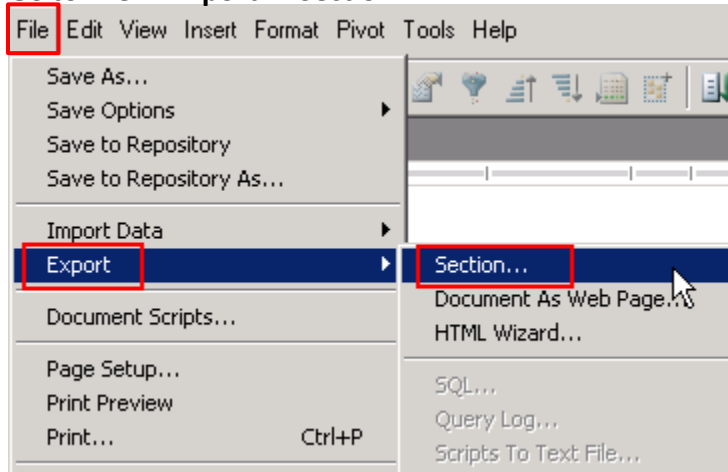 File Edit View Insert Format Pivot Tools Help
Save As...
Save Options
Save to Repository
Save to Repository As...
Import Data
Export
Section...
Document As Web Page...
HTML Wizard...
Document Scripts...
Page Setup...
Print Preview
Print... Ctrl+P
SQL...
Query Log...
Scripts To Text File...